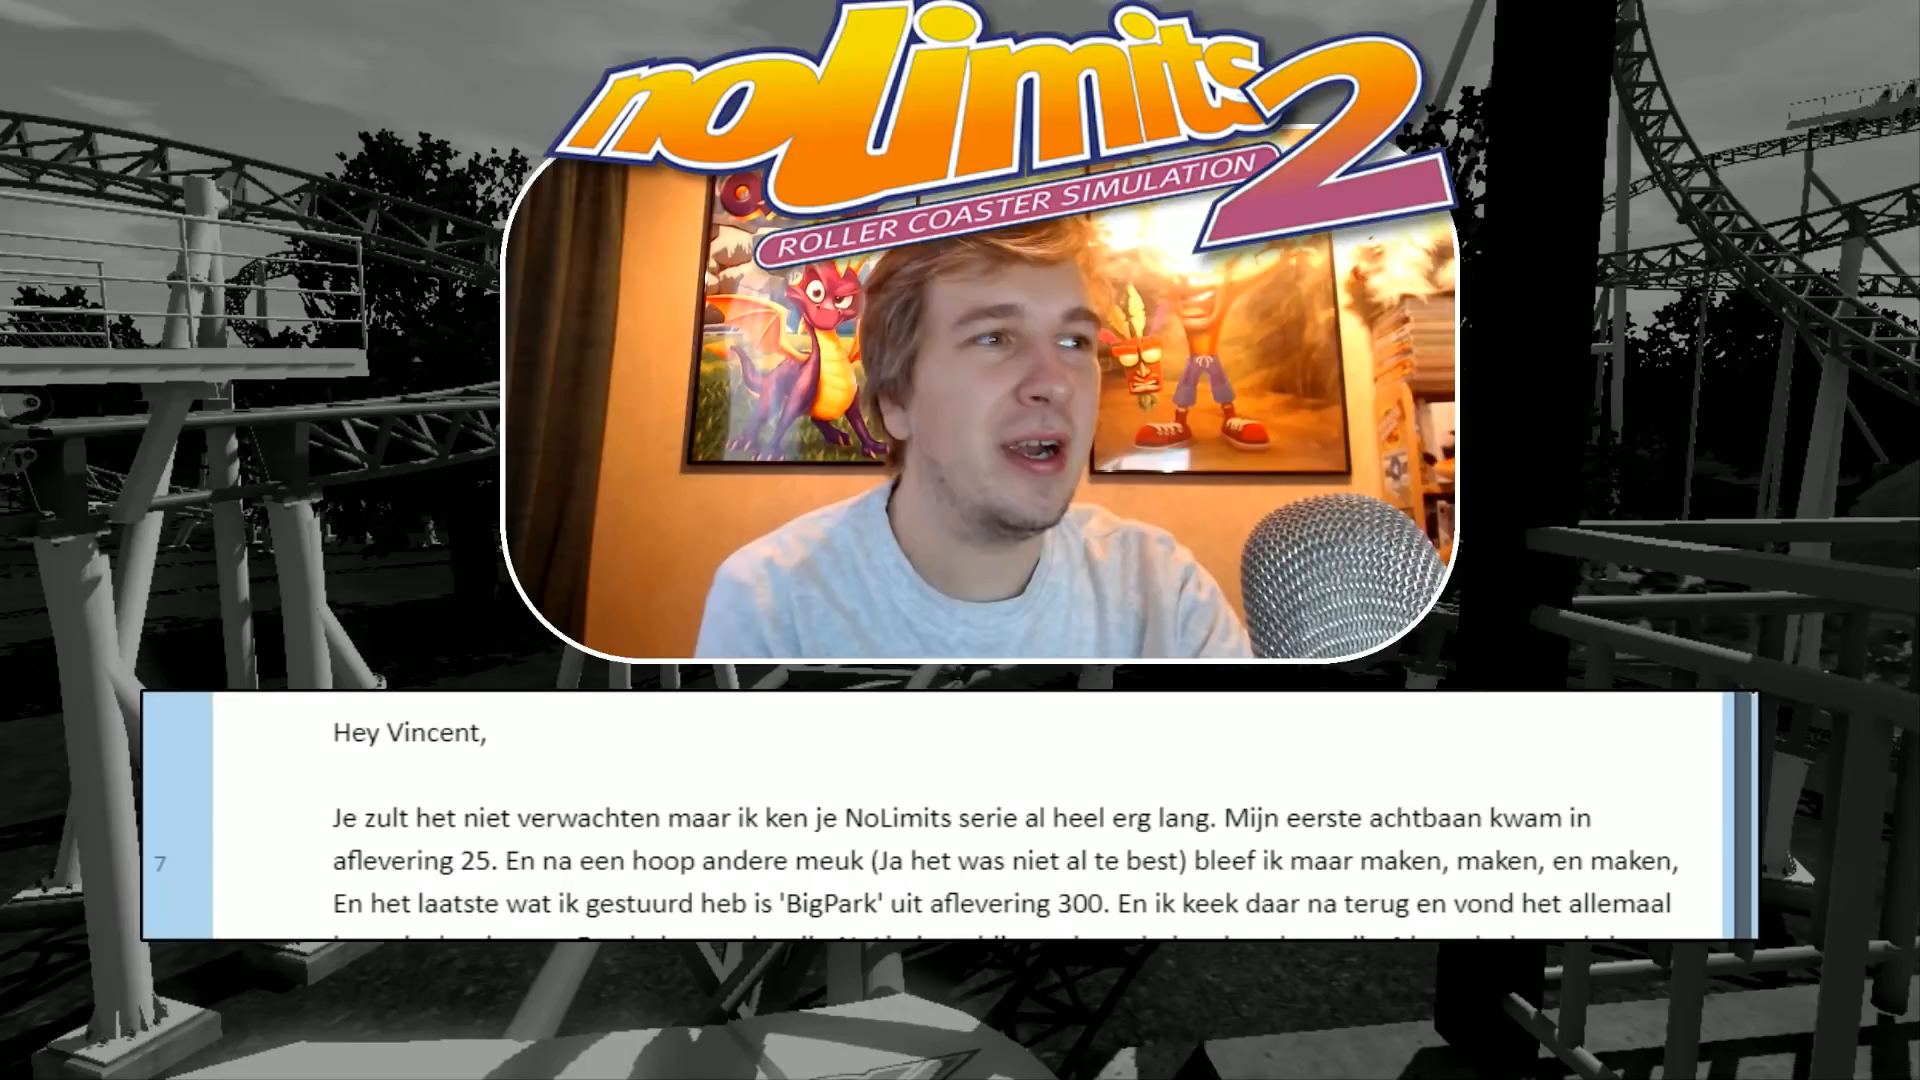 noLimits 2
ROLLER COASTER SIMULATION
Hey Vincent,
Je zult het niet verwachten maar ik ken je NoLimits serie al heel erg lang. Mijn eerste achtbaan kwam in
aflevering 25. En na een hoop andere meuk (Ja het was niet al te best) bleef ik maar maken, maken, en maken,
7
En het laatste wat ik gestuurd heb is 'BigPark' uit aflevering 300. En ik keek daar na terug en vond het allemaal